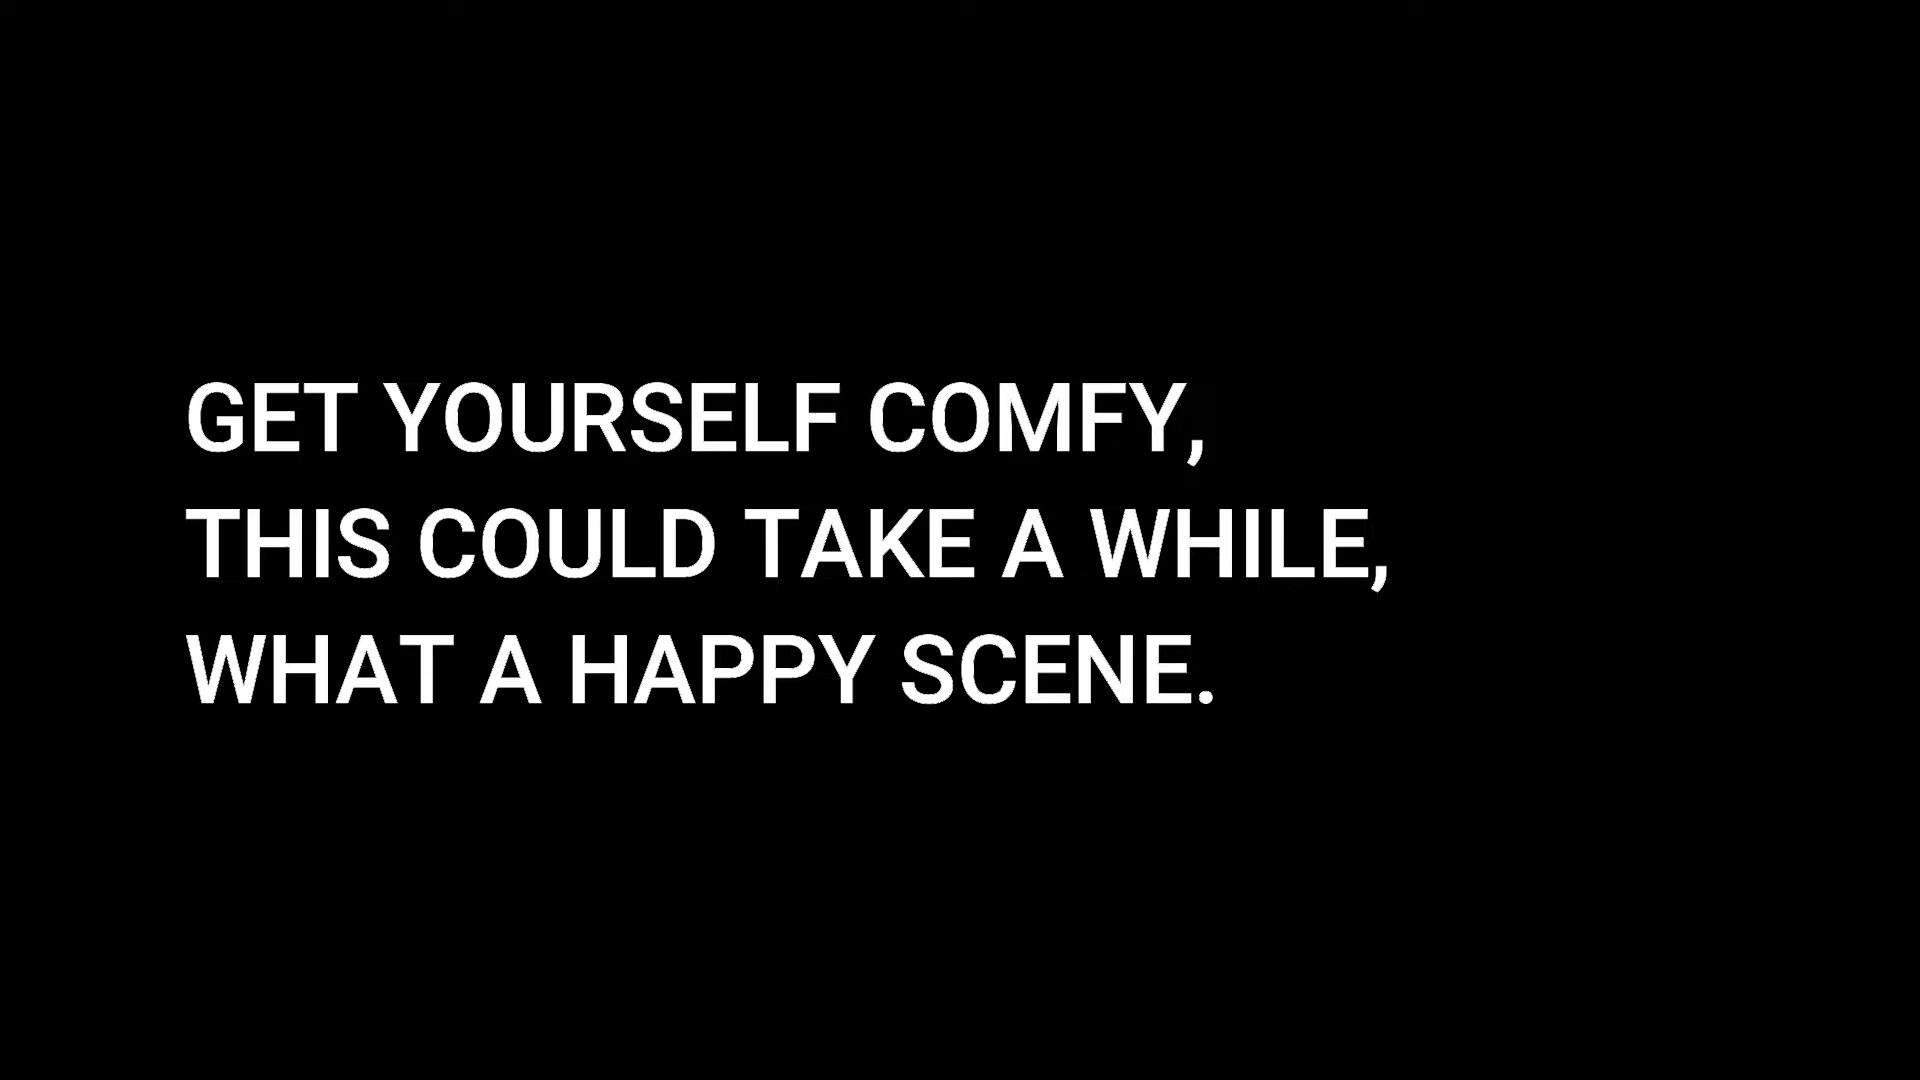 GET YOURSELF COMFY,
THIS COULD TAKE A WHILE,
WHAT A HAPPY SCENE.